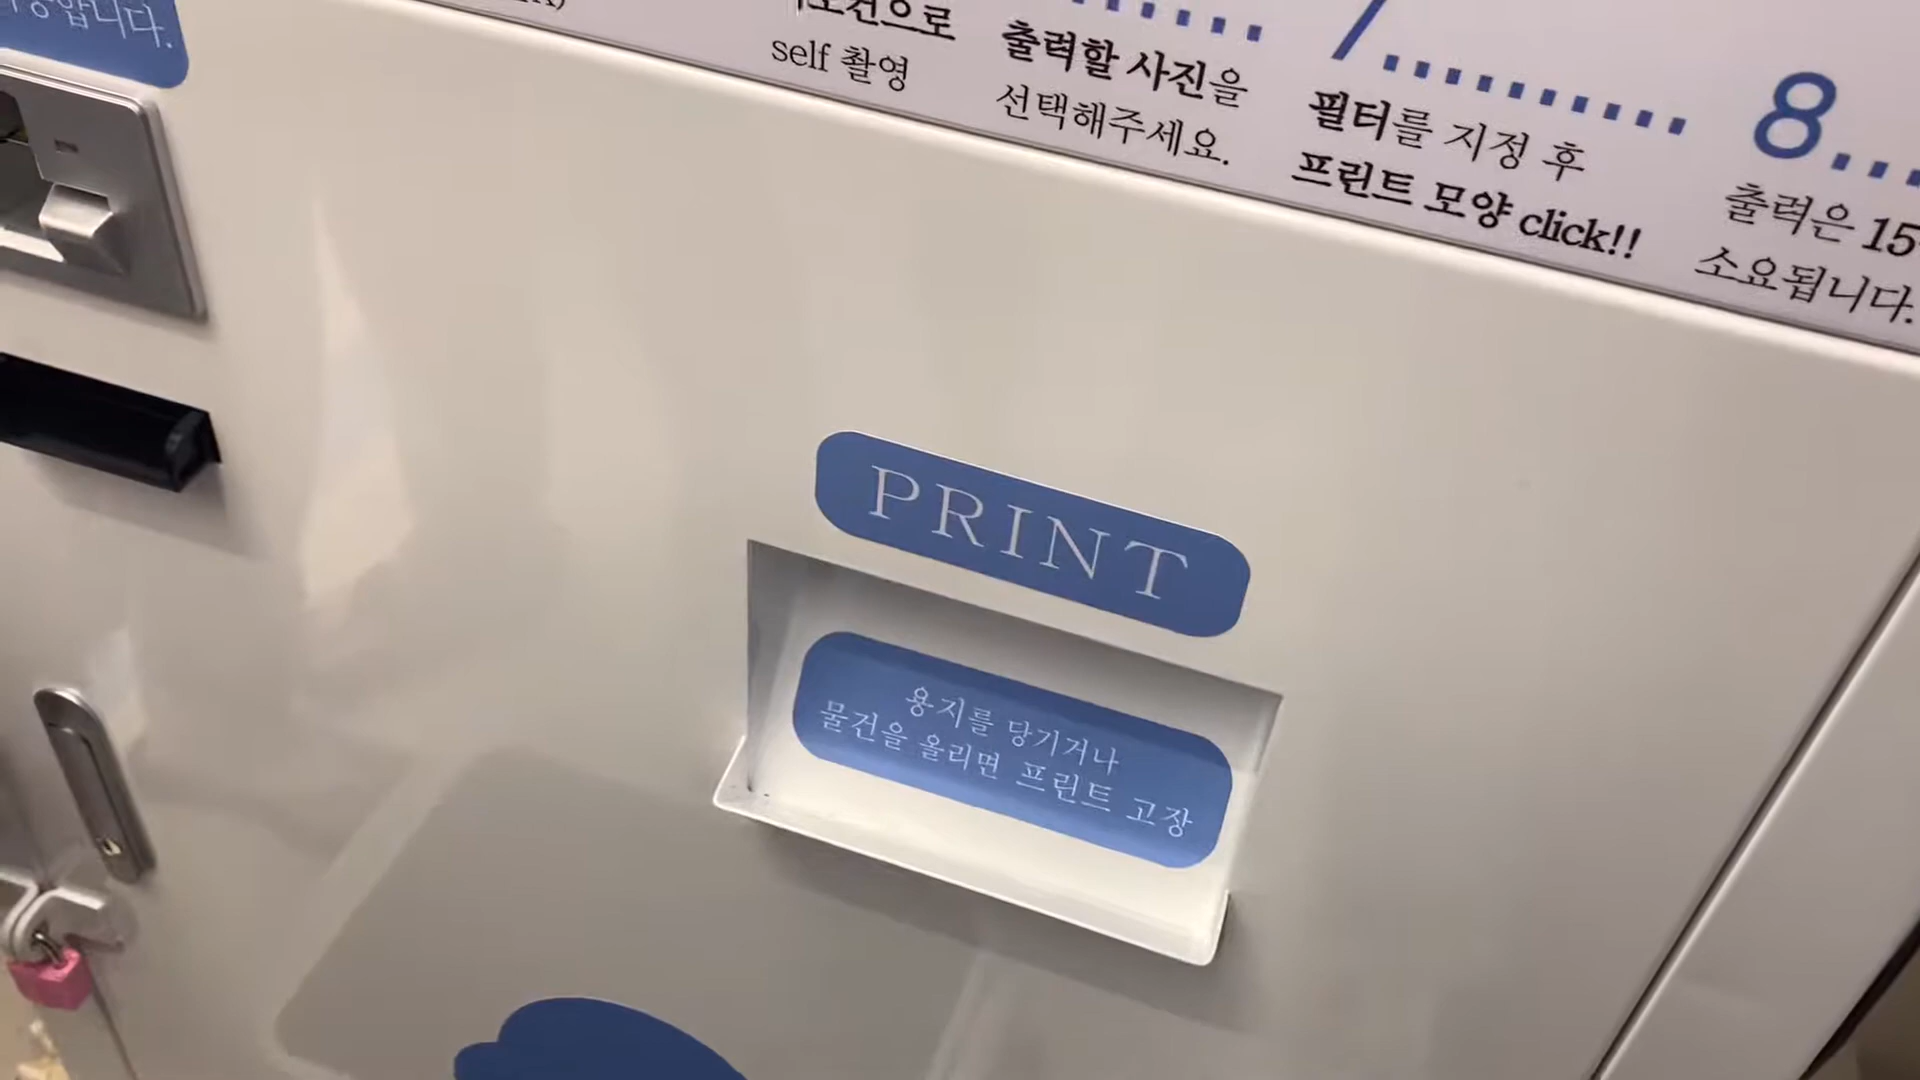 self 촬영
출력할 사진을
선택해주세요.
7
필터를 지정 후
프린트 모양 click!!
8
출력은 15
소요됩니다.
PRINT
용지를 당기거나
물건을 올리면 프린트 고장